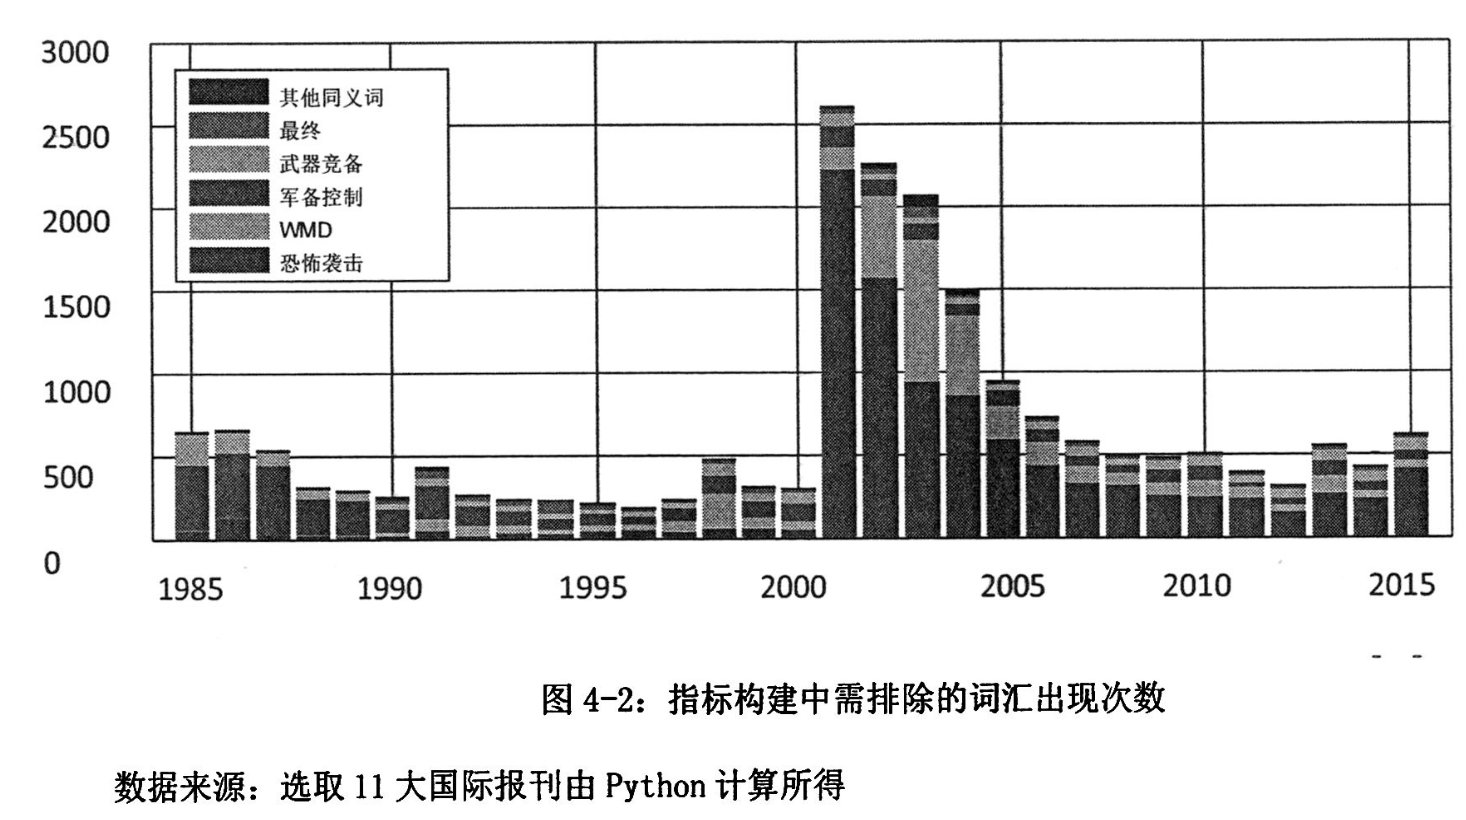 3000
2500
2000
1500
1000
500
0
其他同义词
最终
武器竞备
军备控制
WMD
恐怖袭击
1985 1990 1995 2000 2005 2010 2015
图 4-2：指标构建中需排除的词汇出现次数
数据来源：选取 11 大国际报刊由 Python 计算所得